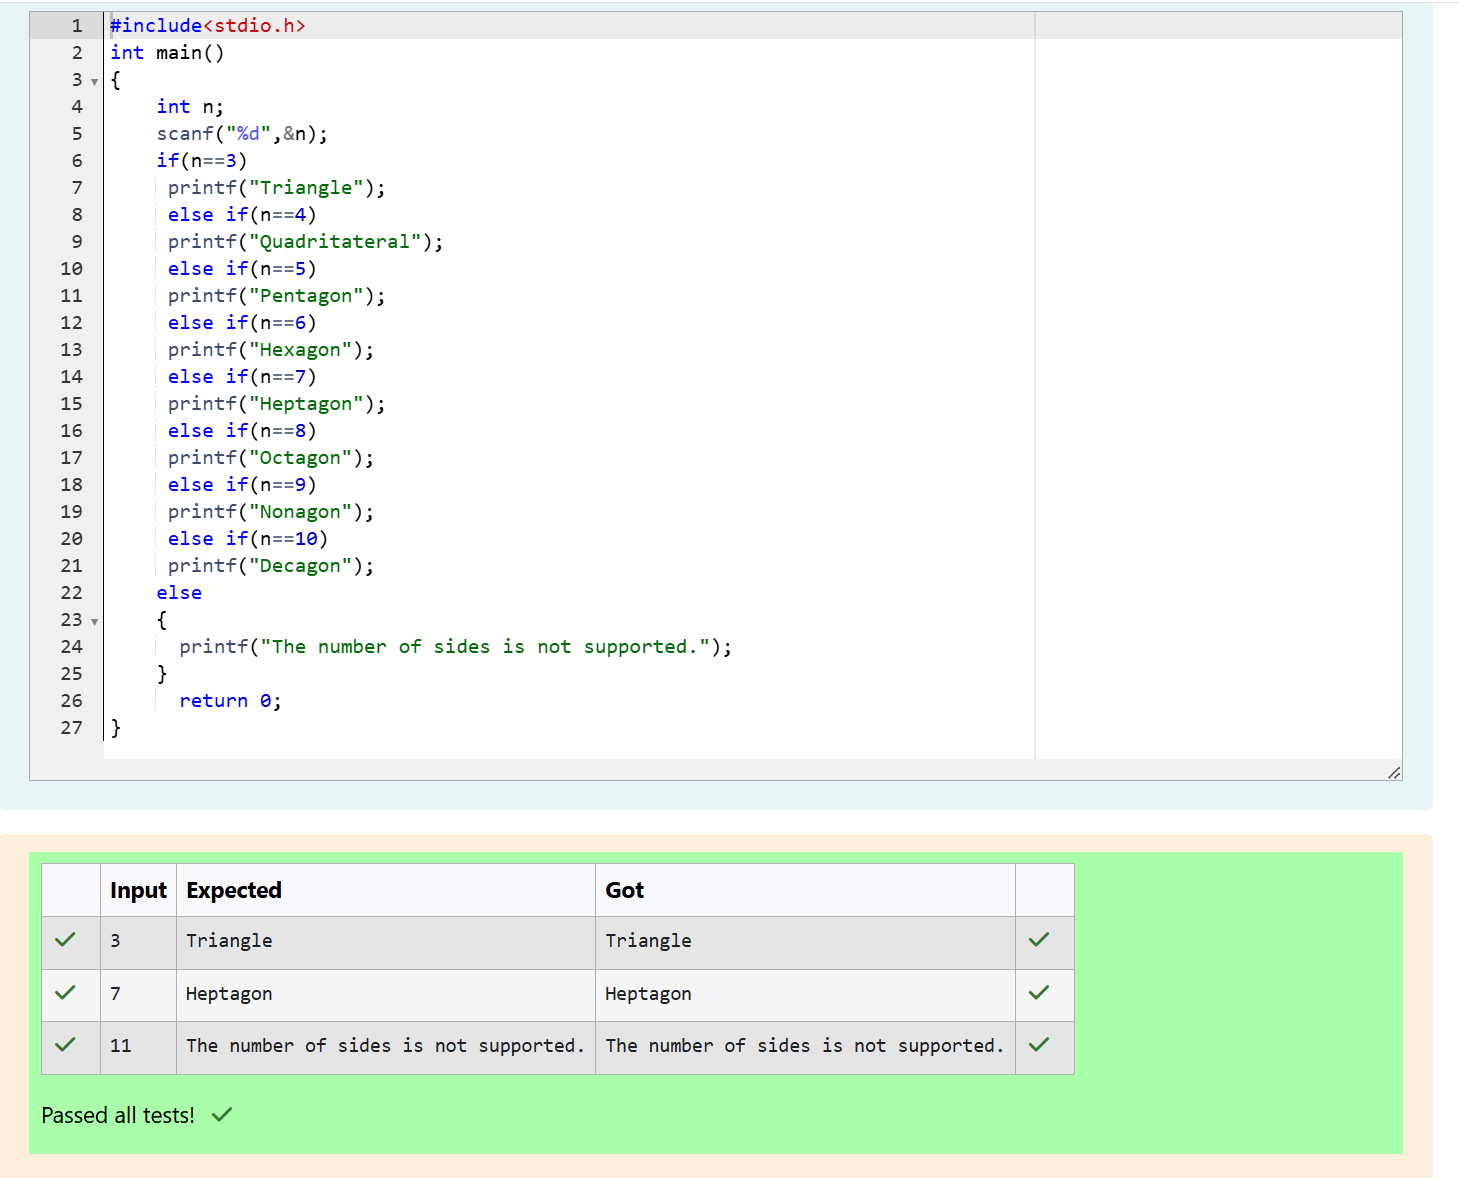 1 #include<stdio.h>
2 int main()
3 {
4 int n;
5 scanf("%d",&n);
6 if(n==3)
7 printf("Triangle");
8 else if(n==4)
9 printf("Quadritateral");
10 else if(n==5)
11 printf("Pentagon");
12 else if(n==6)
13 printf("Hexagon");
14 else if(n==7)
15 printf("Heptagon");
16 else if(n==8)
17 printf("Octagon");
18 else if(n==9)
19 printf("Nonagon");
20 else if(n==10)
21 printf("Decagon");
22 else
23 {
24 printf("The number of sides is not supported.");
25 }
26 return 0;
27 }
Input Expected Got
3 Triangle Triangle
7 Heptagon Heptagon
11 The number of sides is not supported. The number of sides is not supported.
Passed all tests!